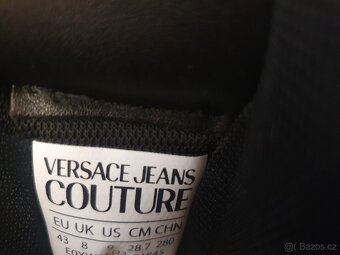 VERSACE JEANS
COUTURE
EU UK US CM CHN
43 8 9 28.7 280
Bazos.cz